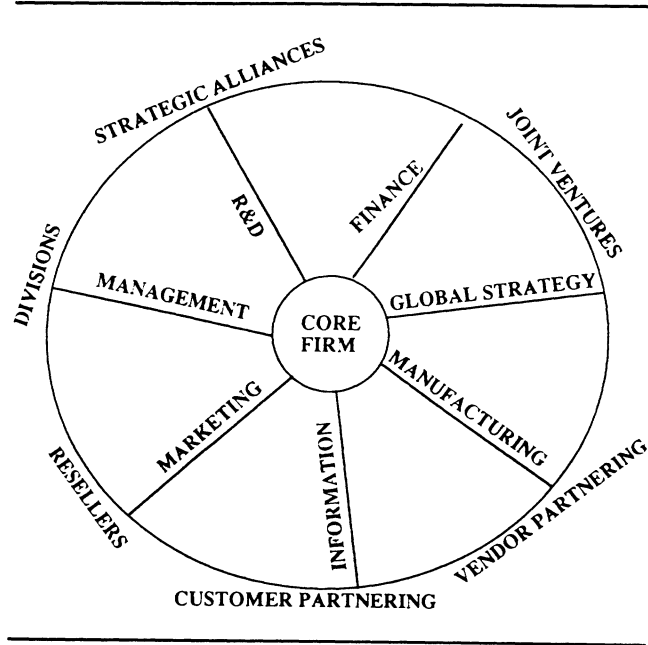 STRATEGIC ALLIANCES
JOINT VENTURES
R&D
FINANCE
DIVISIONS
MANAGEMENT
GLOBAL STRATEGY
CORE
FIRM
MARKETING
MANUFACTURING
INFORMATION
RESELLERS
VENDOR PARTNERING
CUSTOMER PARTNERING